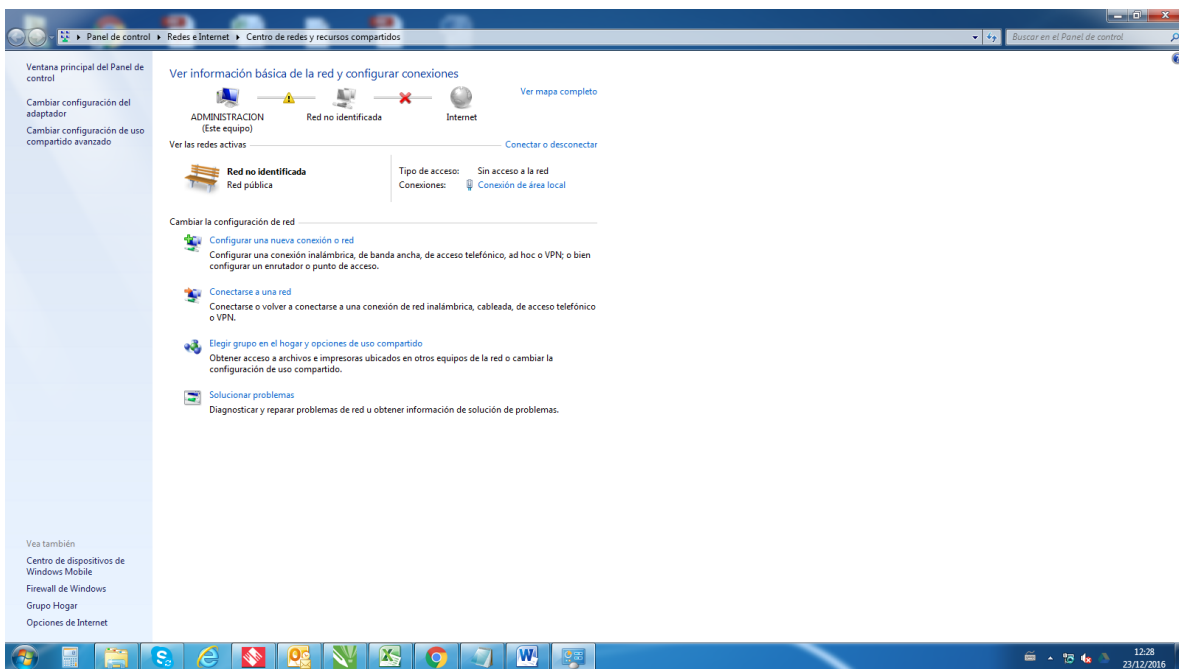 Panel de control ▸ Redes e Internet ▸ Centro de redes y recursos compartidos
Buscar en el Panel de control
Ventana principal del Panel de
control
Cambiar configuración del
adaptador
Cambiar configuración de uso
compartido avanzado
Vea también
Centro de dispositivos de
Windows Mobile
Firewall de Windows
Grupo Hogar
Opciones de Internet
Ver información básica de la red y configurar conexiones
ADMINISTRACION
(Este equipo)
Red no identificada
Internet
Ver mapa completo
Ver las redes activas
Conectar o desconectar
Red no identificada
Red pública
Tipo de acceso: Sin acceso a la red
Conexiones: Conexión de área local
Cambiar la configuración de red
Configurar una nueva conexión o red
Configurar una conexión inalámbrica, de banda ancha, de acceso telefónico, ad hoc o VPN; o bien
configurar un enrutador o punto de acceso.
Conectarse a una red
Conectarse o volver a conectarse a una conexión de red inalámbrica, cableada, de acceso telefónico
o VPN.
Elegir grupo en el hogar y opciones de uso compartido
Obtener acceso a archivos e impresoras ubicados en otros equipos de la red o cambiar la
configuración de uso compartido.
Solucionar problemas
Diagnosticar y reparar problemas de red u obtener información de solución de problemas.
12:28
23/12/2016